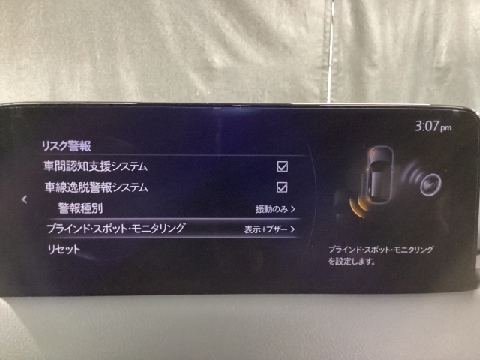 3:07pm
リスク警報
車間認知支援システム
車線逸脱警報システム
警報種別 振動のみ >
ブラインド・スポット・モニタリング 表示+ブザー >
リセット
ブラインド・スポット・モニタリング
を設定します。